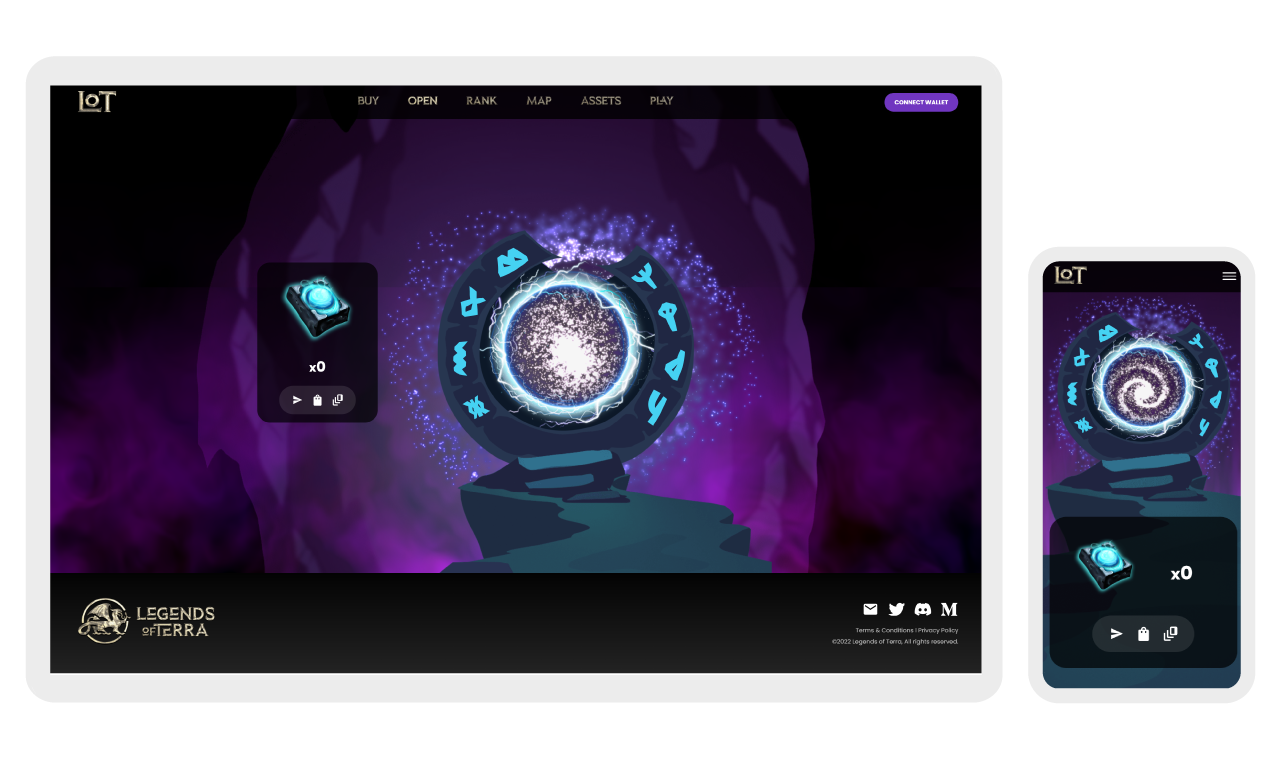 LOT
BUY OPEN RANK MAP ASSETS PLAY
CONNECT WALLET
x0
LEGENDS
OF TERRA
M
Terms & Conditions | Privacy Policy
©2022 Legends of Terra, All rights reserved.
LOT
x0